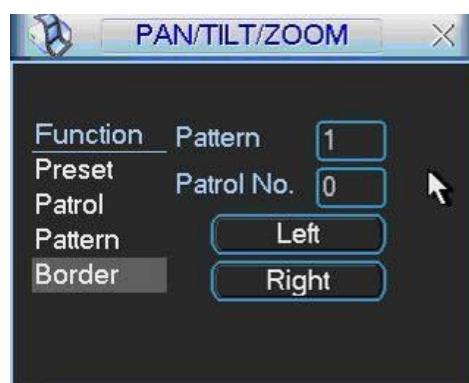 PAN/TILT/ZOOM
Function
Preset
Patrol
Pattern
Border
Pattern 1
Patrol No. 0
Left
Right